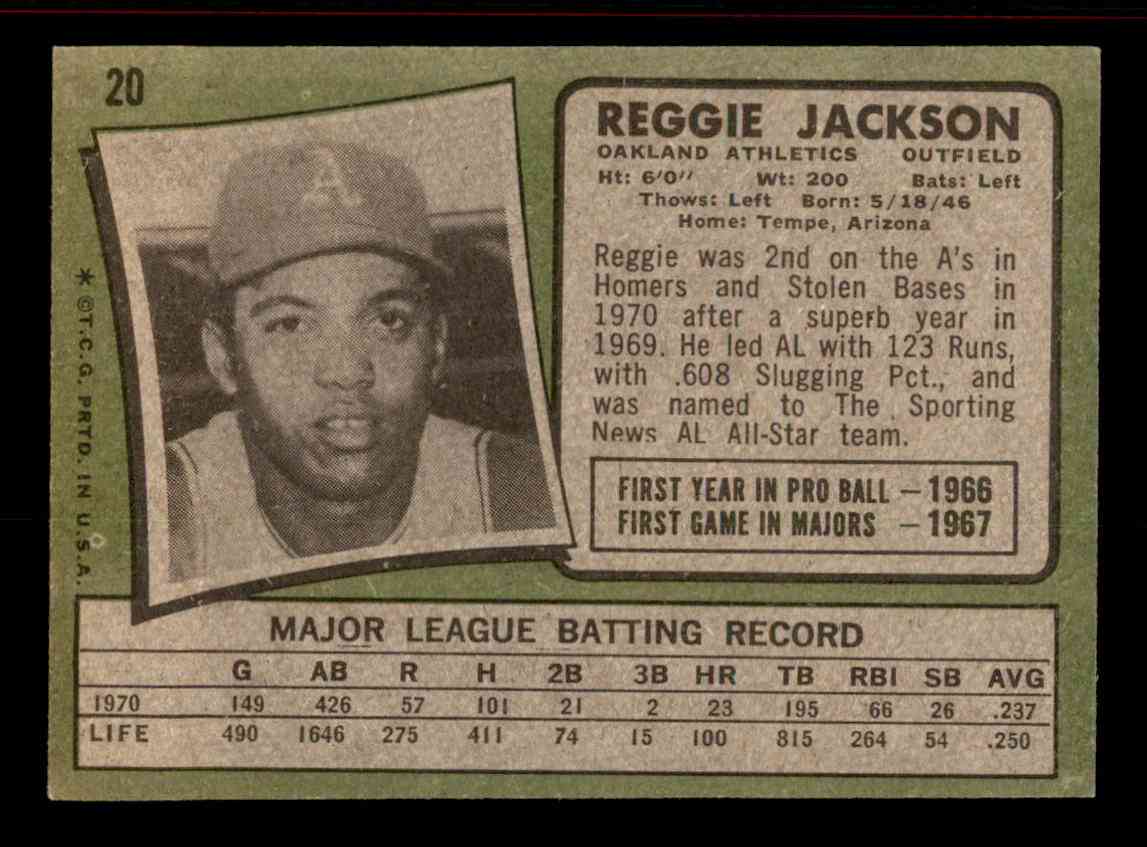 20
A
* ©T.C.G. PRTD. IN U.S.A.
REGGIE JACKSON
OAKLAND ATHLETICS OUTFIELD
Ht: 6'0" Wt: 200 Bats: Left
Thows: Left Born: 5/18/46
Home: Tempe, Arizona
Reggie was 2nd on the A's in
Homers and Stolen Bases in
1970 after a superb year in
1969. He led AL with 123 Runs,
with .608 Slugging Pct., and
was named to The Sporting
News AL All-Star team.
FIRST YEAR IN PRO BALL — 1966
FIRST GAME IN MAJORS — 1967
MAJOR LEAGUE BATTING RECORD
G AB R H 2B 3B HR TB RBI SB AVG
1970 149 426 57 101 21 2 23 195 66 26 .237
LIFE 490 1646 275 411 74 15 100 815 264 54 .250